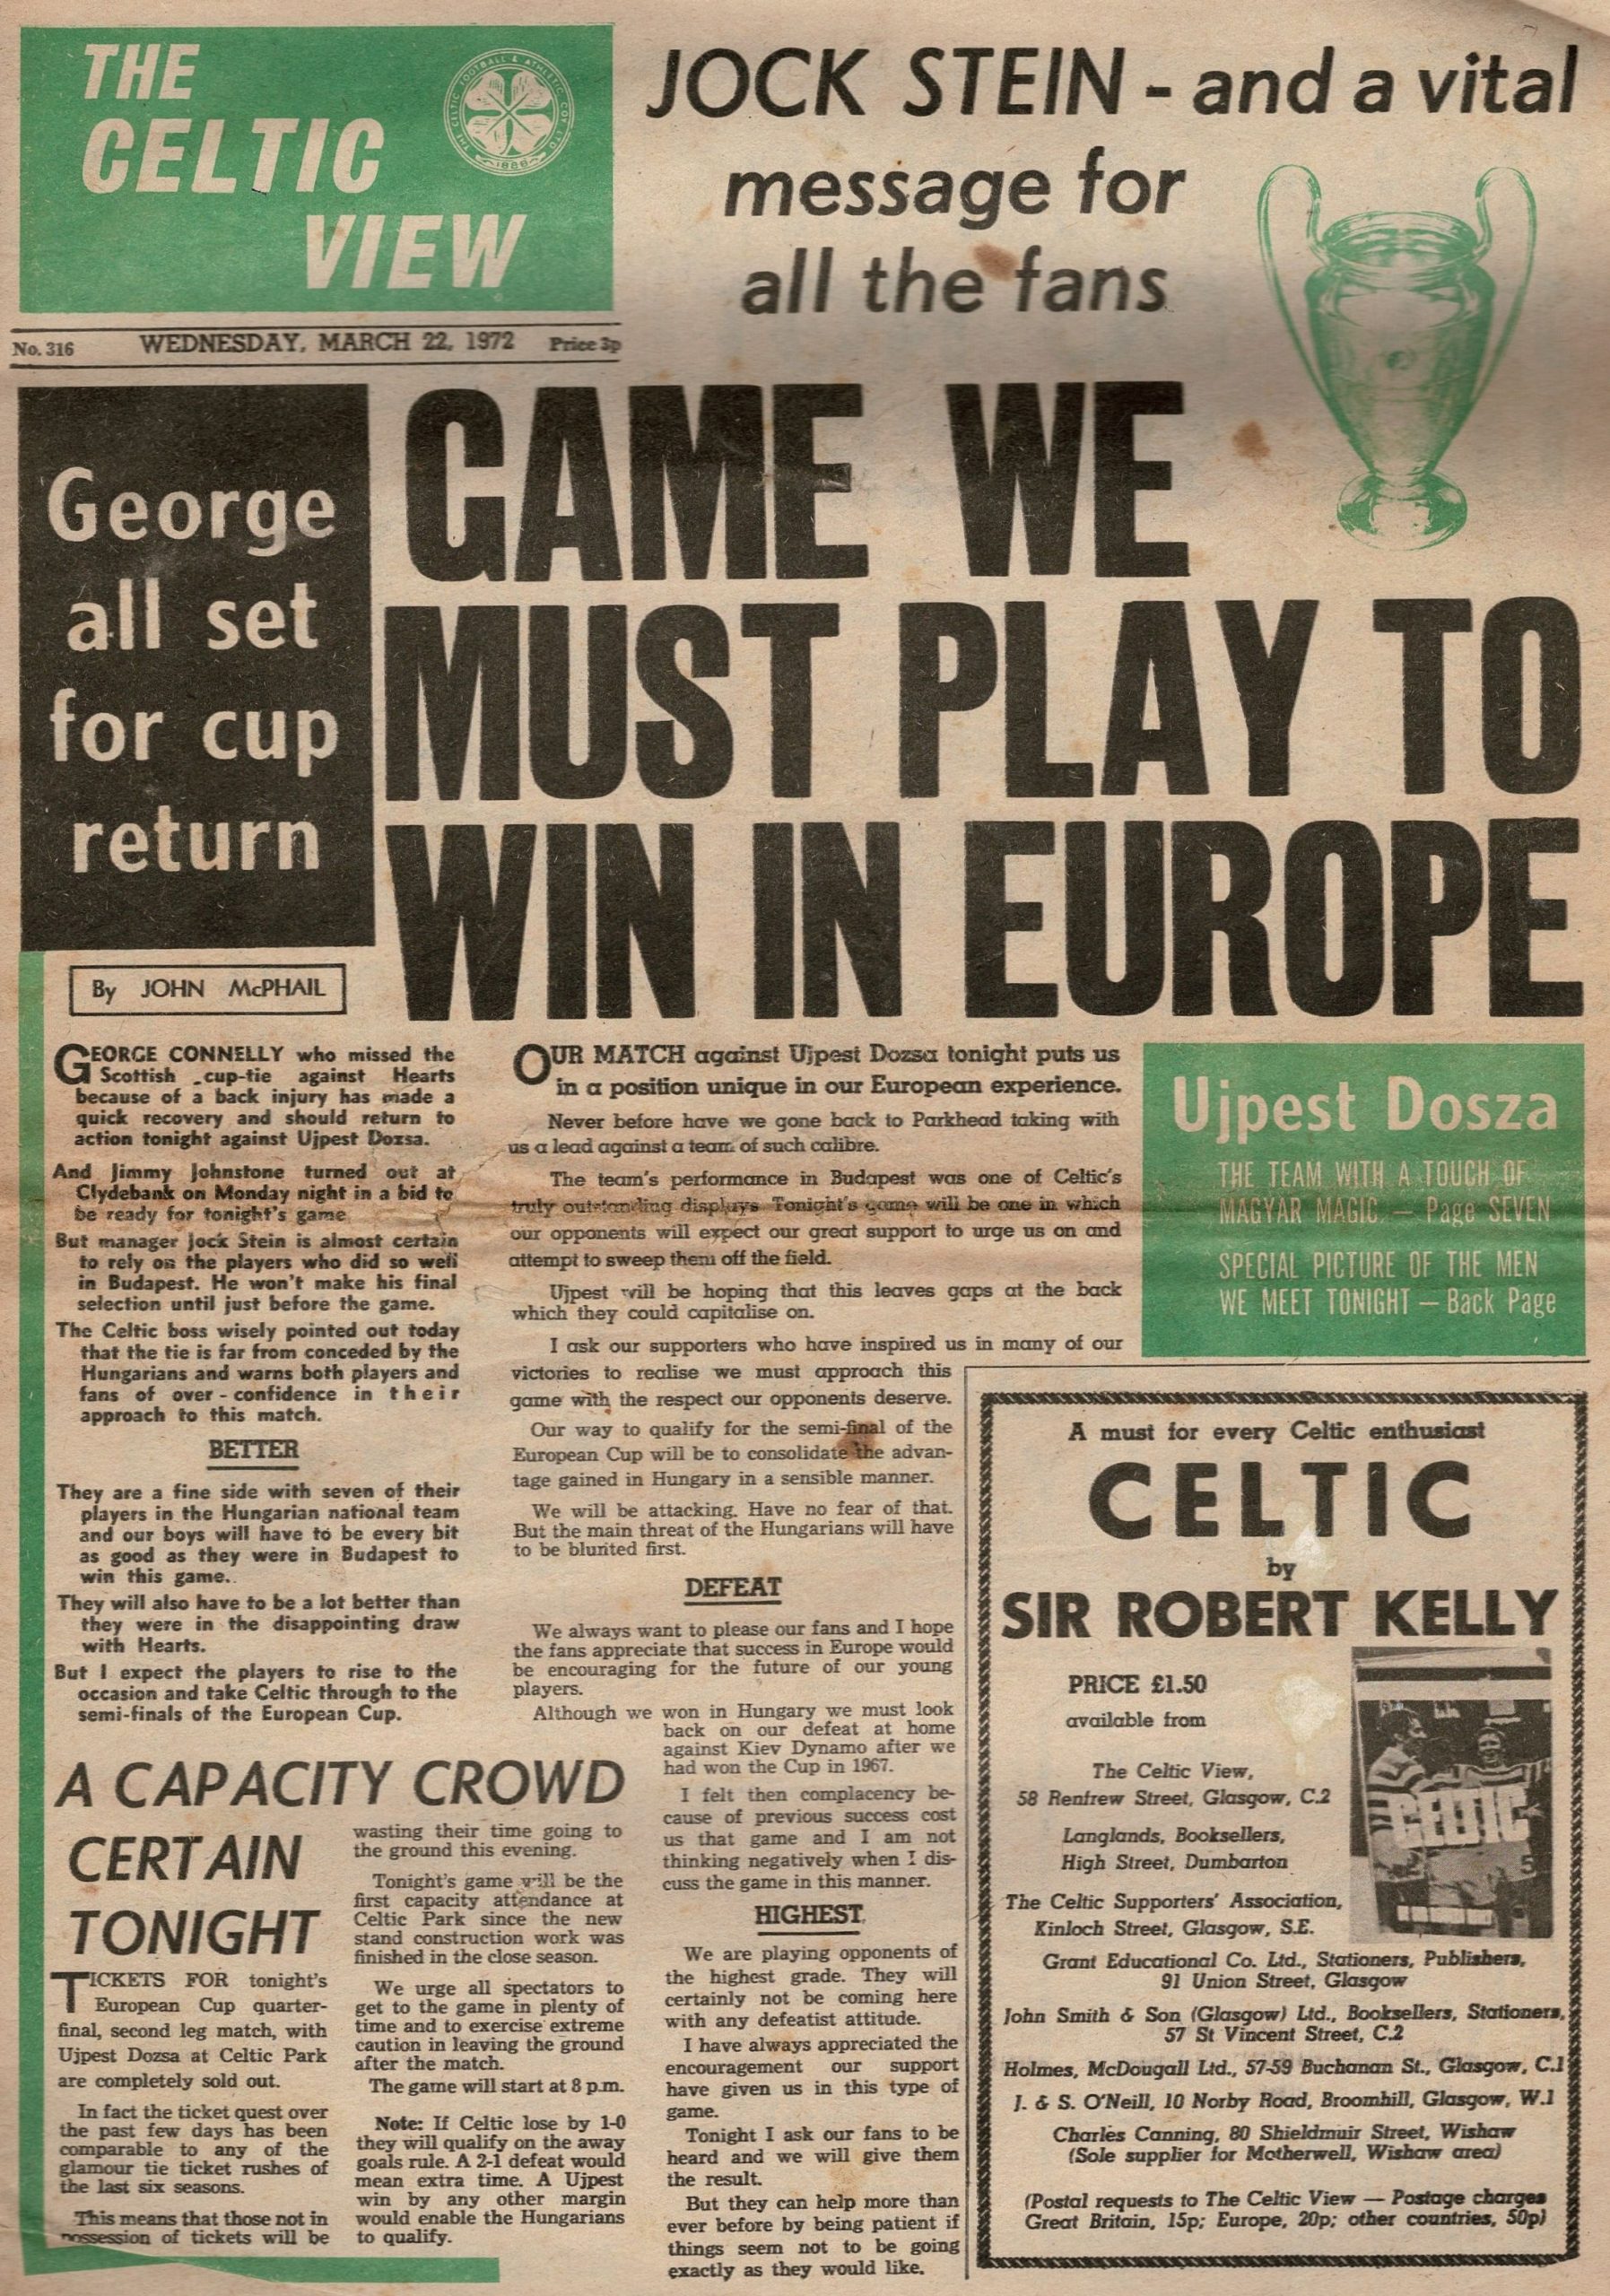 THE
CELTIC
VIEW
THE CELTIC FOOTBALL & ATHLETIC COY LTD
1888
JOCK STEIN - and a vital
message for
all the fans
No. 316 WEDNESDAY, MARCH 22, 1972 Price 3p
George
all set
for cup
return
GAME WE
MUST PLAY TO
WIN IN EUROPE
By JOHN McPHAIL
GEORGE CONNELLY who missed the
Scottish cup-tie against Hearts
because of a back injury has made a
quick recovery and should return to
action tonight against Ujpest Dozsa.
And Jimmy Johnstone turned out at
Clydebank on Monday night in a bid to
be ready for tonight's game
But manager Jock Stein is almost certain
to rely on the players who did so well
in Budapest. He won't make his final
selection until just before the game.
The Celtic boss wisely pointed out today
that the tie is far from conceded by the
Hungarians and warns both players and
fans of over-confidence in their
approach to this match.
BETTER
They are a fine side with seven of their
players in the Hungarian national team
and our boys will have to be every bit
as good as they were in Budapest to
win this game.
They will also have to be a lot better than
they were in the disappointing draw
with Hearts.
But I expect the players to rise to the
occasion and take Celtic through to the
semi-finals of the European Cup.
OUR MATCH against Ujpest Dozsa tonight puts us
in a position unique in our European experience.
Never before have we gone back to Parkhead taking with
us a lead against a team of such calibre.
The team's performance in Budapest was one of Celtic's
truly outstanding displays Tonight's game will be one in which
our opponents will expect our great support to urge us on and
attempt to sweep them off the field.
Ujpest will be hoping that this leaves gaps at the back
which they could capitalise on.
I ask our supporters who have inspired us in many of our
victories to realise we must approach this
game with the respect our opponents deserve.
Our way to qualify for the semi-final of the
European Cup will be to consolidate the advan-
tage gained in Hungary in a sensible manner.
We will be attacking. Have no fear of that.
But the main threat of the Hungarians will have
to be blunted first.
DEFEAT
We always want to please our fans and I hope
the fans appreciate that success in Europe would
be encouraging for the future of our young
players.
Although we won in Hungary we must look
back on our defeat at home
against Kiev Dynamo after we
had won the Cup in 1967.
I felt then complacency be-
cause of previous success cost
us that game and I am not
thinking negatively when I dis-
cuss the game in this manner.
HIGHEST
We are playing opponents of
the highest grade. They will
certainly not be coming here
with any defeatist attitude.
I have always appreciated the
encouragement our support
have given us in this type of
game.
Tonight I ask our fans to be
heard and we will give them
the result.
But they can help more than
ever before by being patient if
things seem not to be going
exactly as they would like.
A CAPACITY CROWD
CERTAIN
TONIGHT
TICKETS FOR tonight's
European Cup quarter-
final, second leg match, with
Ujpest Dozsa at Celtic Park
are completely sold out.
In fact the ticket quest over
the past few days has been
comparable to any of the
glamour tie ticket rushes of
the last six seasons.
This means that those not in
possession of tickets will be
wasting their time going to
the ground this evening.
Tonight's game will be the
first capacity attendance at
Celtic Park since the new
stand construction work was
finished in the close season.
We urge all spectators to
get to the game in plenty of
time and to exercise extreme
caution in leaving the ground
after the match.
The game will start at 8 p.m.
Note: If Celtic lose by 1-0
they will qualify on the away
goals rule. A 2-1 defeat would
mean extra time. A Ujpest
win by any other margin
would enable the Hungarians
to qualify.
Ujpest Dosza
THE TEAM WITH A TOUCH OF
MAGYAR MAGIC — Page SEVEN
SPECIAL PICTURE OF THE MEN
WE MEET TONIGHT — Back Page
A must for every Celtic enthusiast
CELTIC
by
SIR ROBERT KELLY
PRICE £1.50
available from
CELTIC
The Celtic View,
58 Renfrew Street, Glasgow, C.2
Langlands, Booksellers,
High Street, Dumbarton
The Celtic Supporters' Association,
Kinloch Street, Glasgow, S.E.
Grant Educational Co. Ltd., Stationers, Publishers,
91 Union Street, Glasgow
John Smith & Son (Glasgow) Ltd., Booksellers, Stationers,
57 St Vincent Street, C.2
Holmes, McDougall Ltd., 57-59 Buchanan St., Glasgow, C.1
J. & S. O'Neill, 10 Norby Road, Broomhill, Glasgow, W.1
Charles Canning, 80 Shieldmuir Street, Wishaw
(Sole supplier for Motherwell, Wishaw area)
(Postal requests to The Celtic View — Postage charges
Great Britain, 15p; Europe, 20p; other countries, 50p)